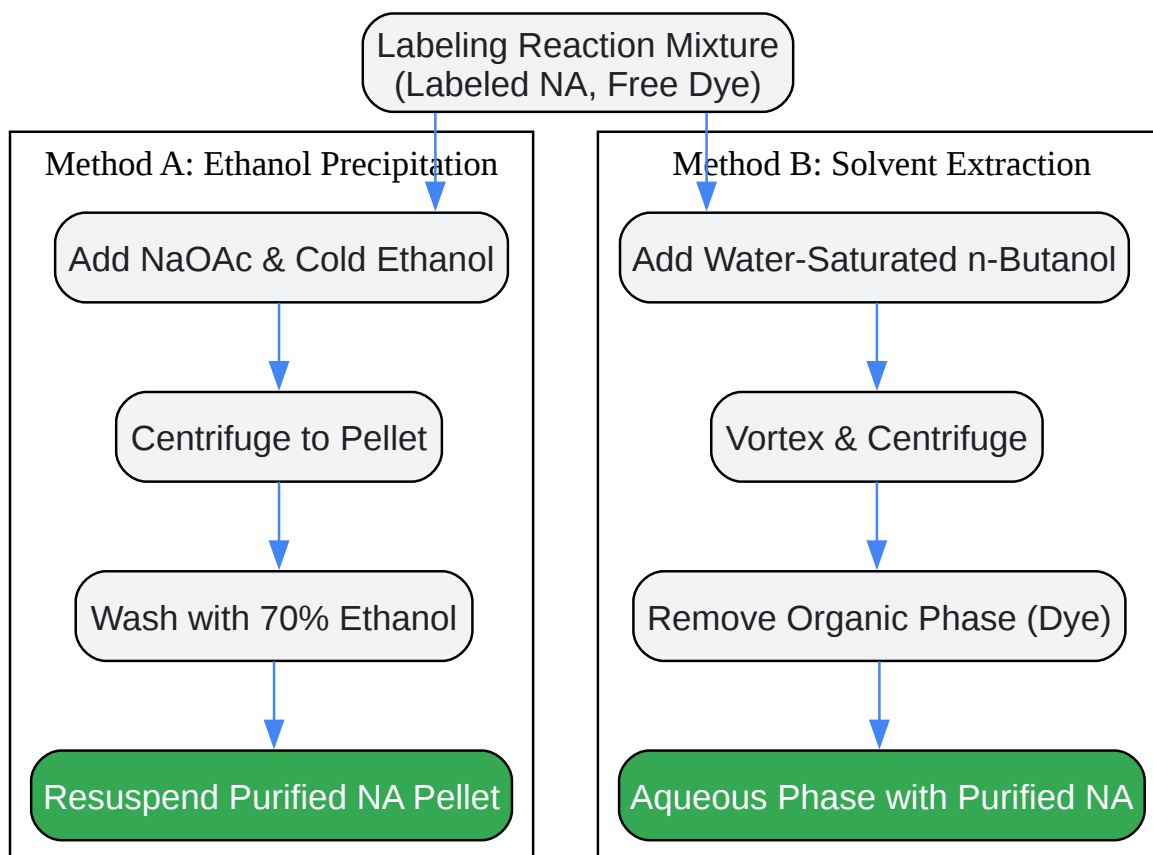 Labeling Reaction Mixture
(Labeled NA, Free Dye)
Method A: Ethanol Precipitation
Add NaOAc & Cold Ethanol
Centrifuge to Pellet
Wash with 70% Ethanol
Resuspend Purified NA Pellet
Method B: Solvent Extraction
Add Water-Saturated n-Butanol
Vortex & Centrifuge
Remove Organic Phase (Dye)
Aqueous Phase with Purified NA